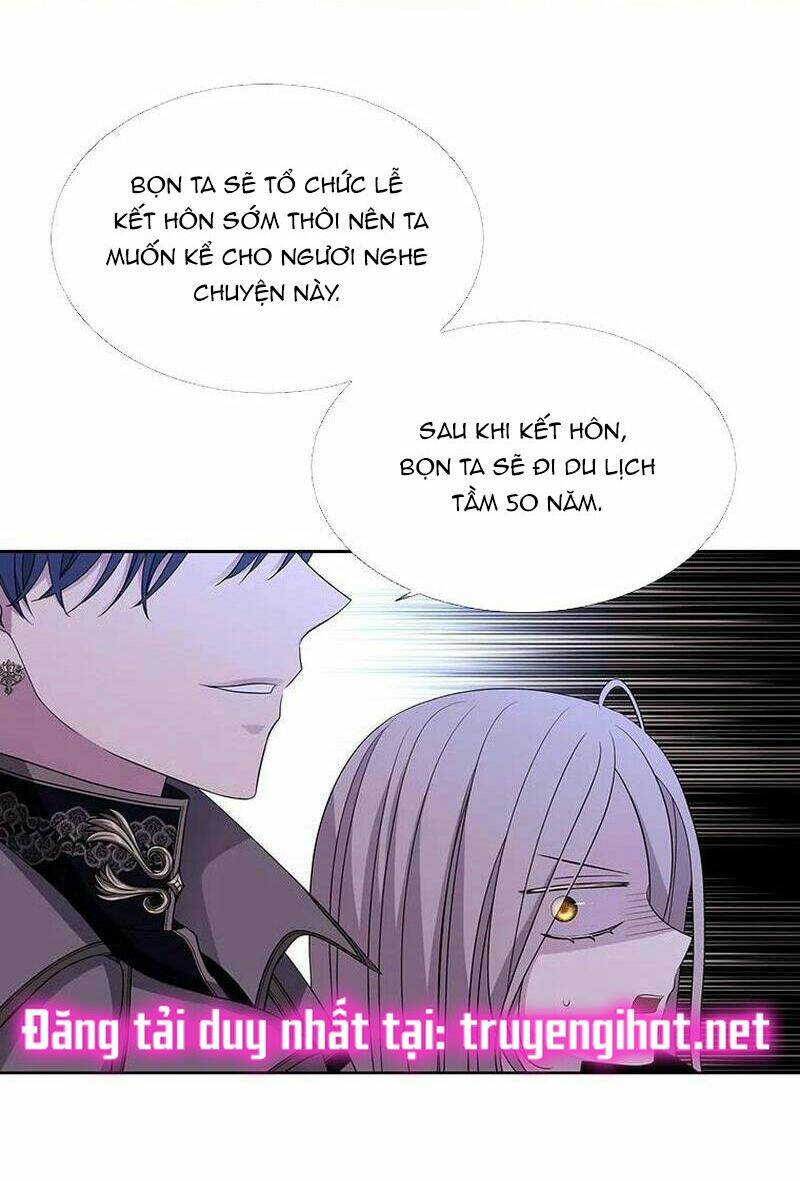 BỌN TA SẼ TỔ CHỨC LỄ
KẾT HÔN SỚM THÔI NÊN TA
MUỐN KỂ CHO NGƯƠI NGHE
CHUYỆN NÀY.
SAU KHI KẾT HÔN,
BỌN TA SẼ ĐI DU LỊCH
TẦM 50 NĂM.
Đăng tải duy nhất tại: truyengihot.net